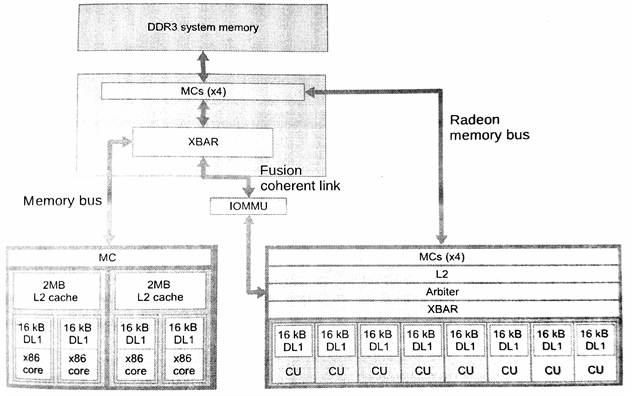 DDR3 system memory
MCs (x4)
XBAR
Radeon
memory bus
Fusion
coherent link
Memory bus
IOMMU
MC
2MB
L2 cache
2MB
L2 cache
16 kB
DL1
x86
core
16 kB
DL1
x86
core
16 kB
DL1
x86
core
16 kB
DL1
x86
core
MCs (x4)
L2
Arbiter
XBAR
16 kB
DL1
CU
16 kB
DL1
CU
16 kB
DL1
CU
16 kB
DL1
CU
16 kB
DL1
CU
16 kB
DL1
CU
16 kB
DL1
CU
16 kB
DL1
CU